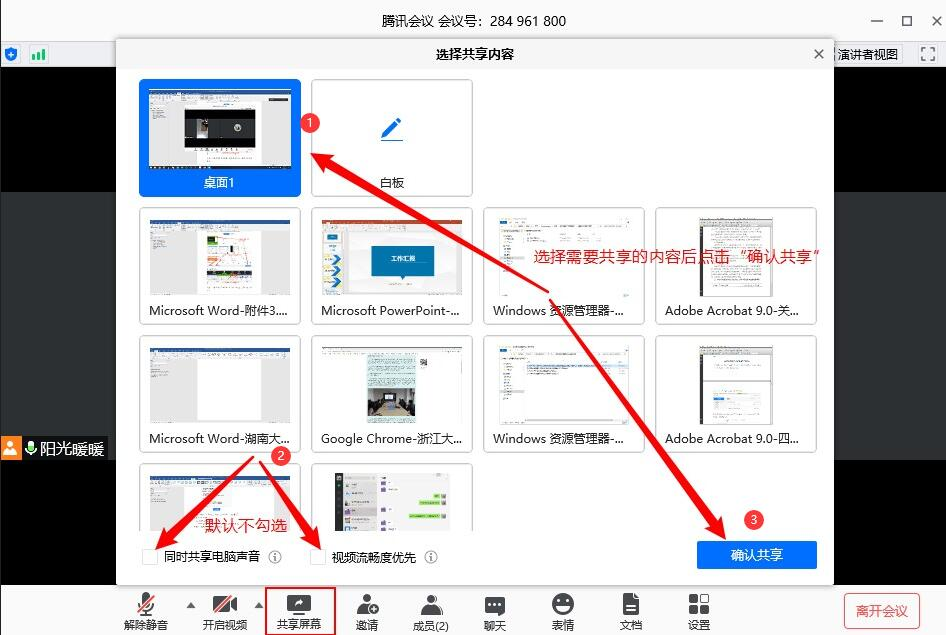 腾讯会议 会议号：284 961 800
选择共享内容
演讲者视图
1
桌面1
白板
工作汇报
选择需要共享的内容后点击“确认共享”
Microsoft Word-附件3....
Microsoft PowerPoint-...
Windows 资源管理器-...
Adobe Acrobat 9.0-关...
Microsoft Word-湖南大...
Google Chrome-浙江大...
Windows 资源管理器-...
Adobe Acrobat 9.0-四...
阳光暖暖
2
默认不勾选
3
同时共享电脑声音
视频流畅度优先
确认共享
解除静音
开启视频
共享屏幕
邀请
成员(2)
聊天
表情
文档
设置
离开会议